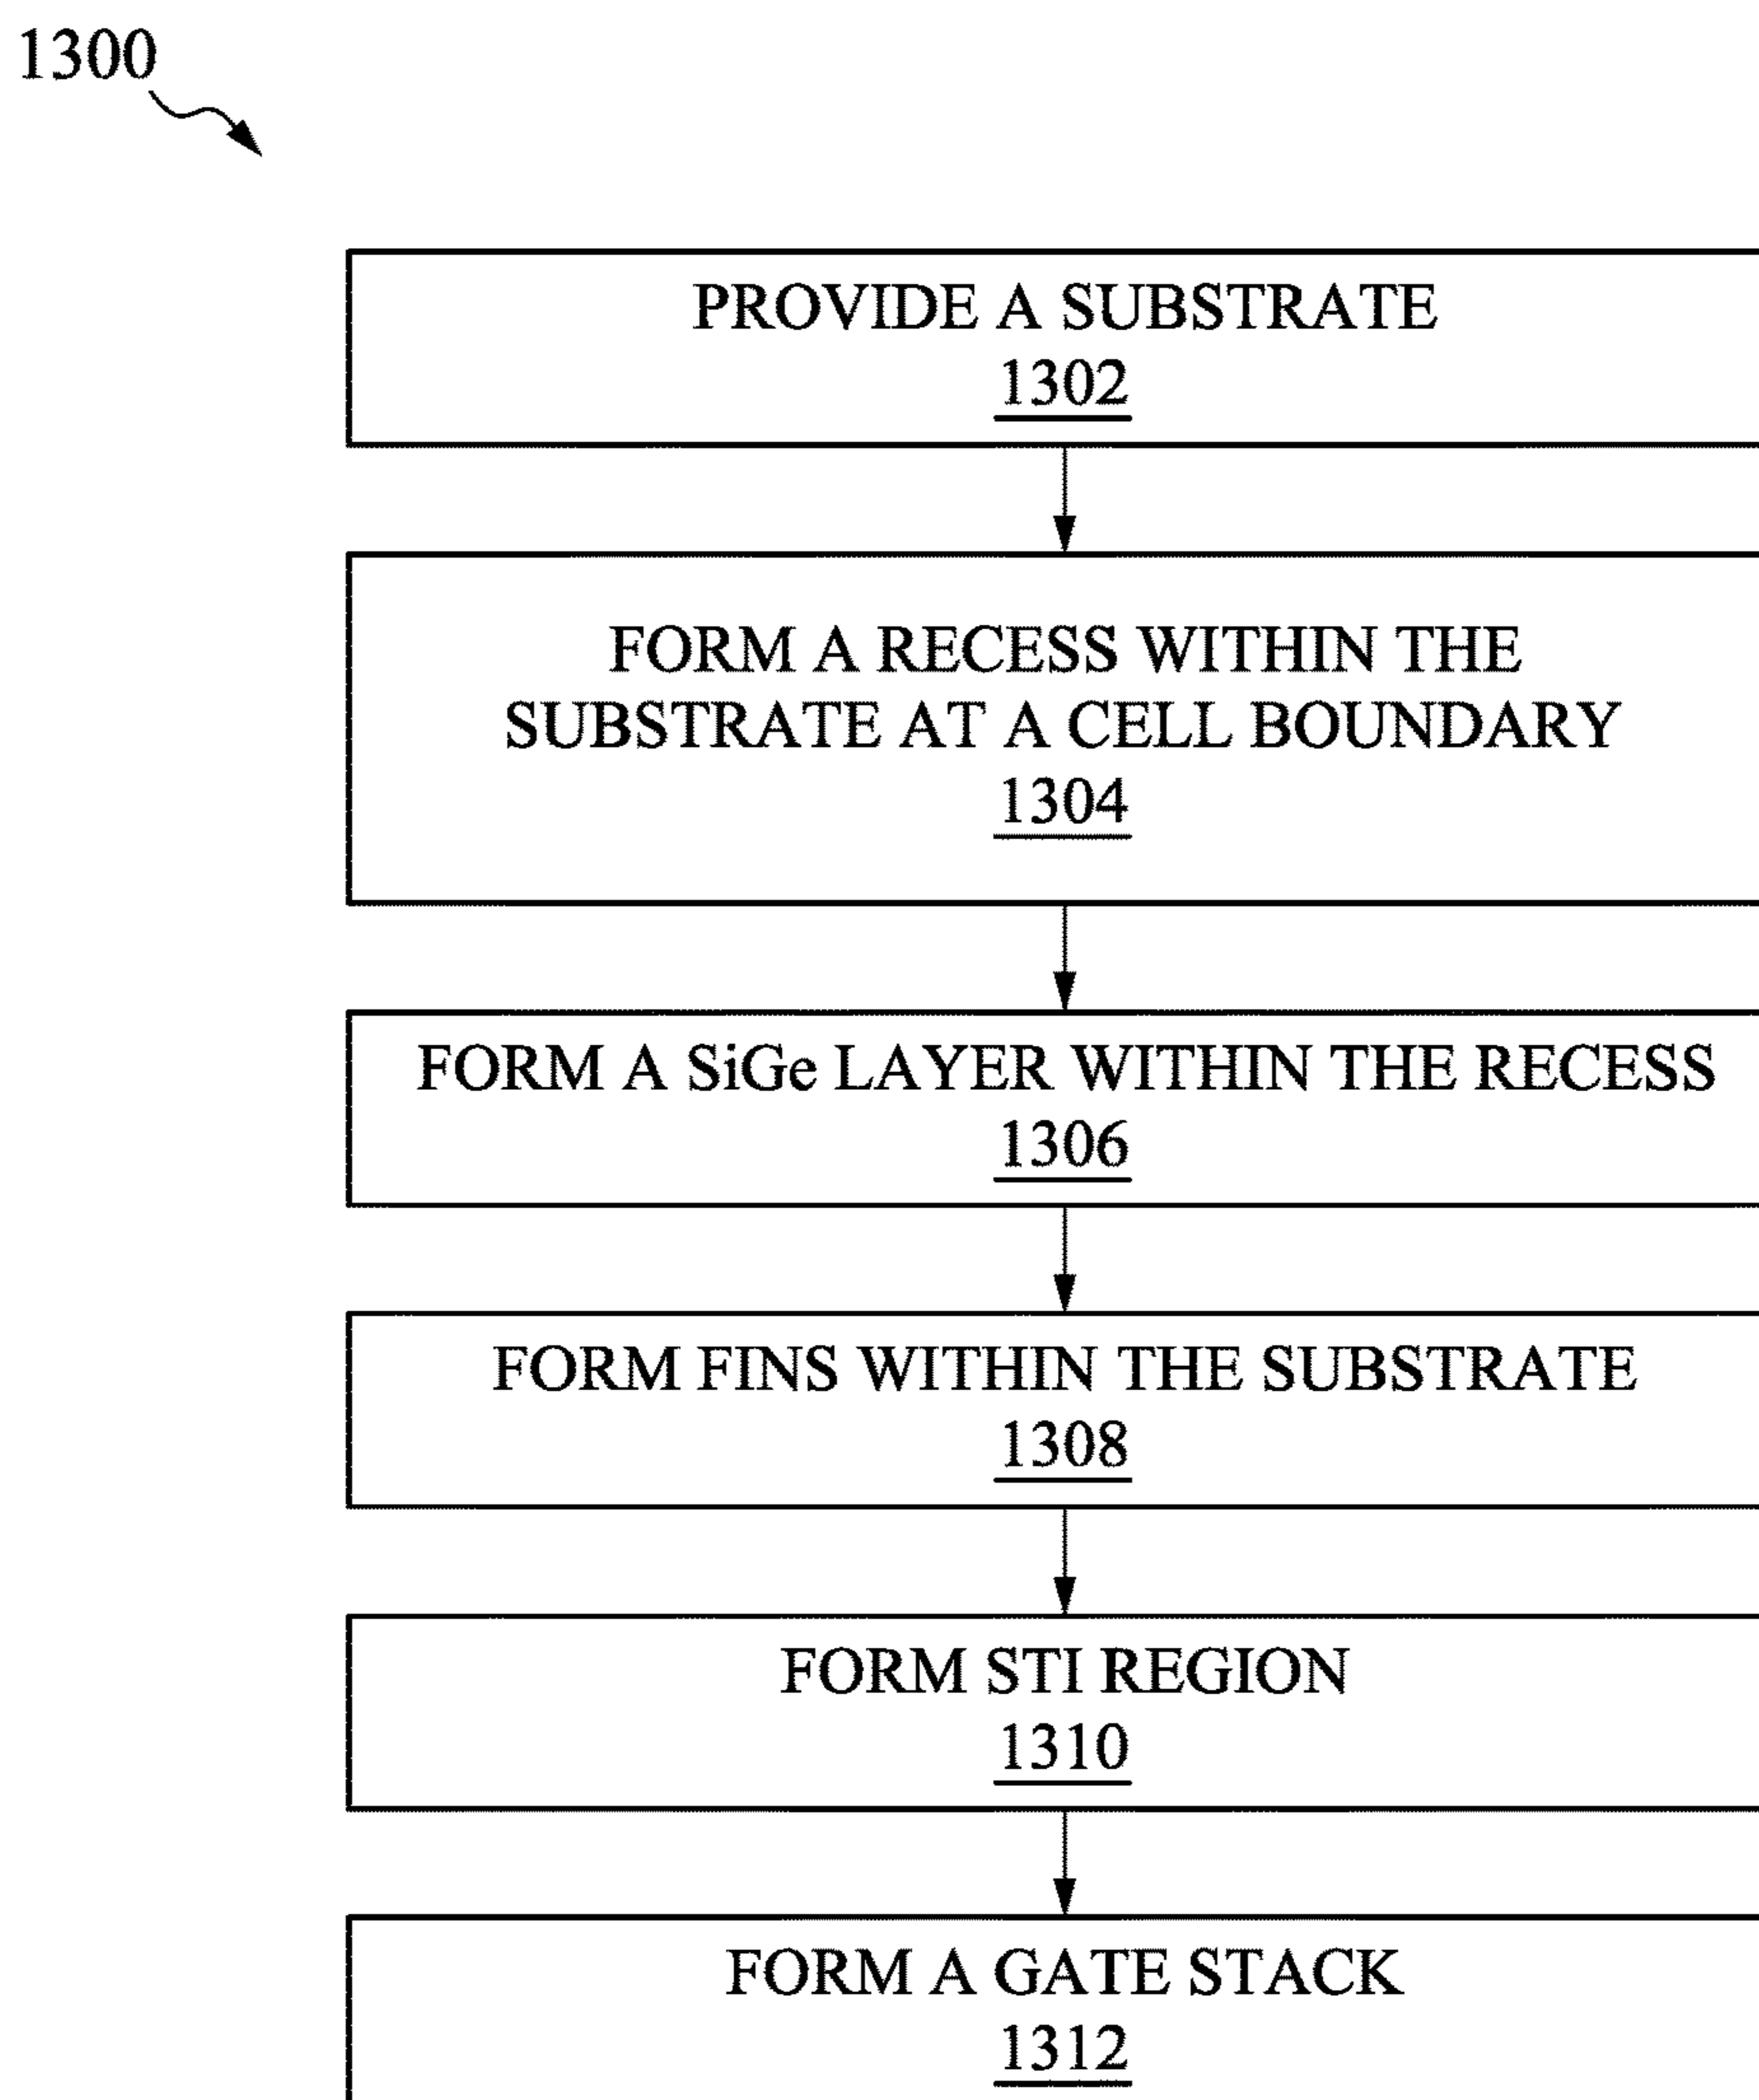 1300
PROVIDE A SUBSTRATE
1302
FORM A RECESS WITHIN THE
SUBSTRATE AT A CELL BOUNDARY
1304
FORM A SiGe LAYER WITHIN THE RECESS
1306
FORM FINS WITHIN THE SUBSTRATE
1308
FORM STI REGION
1310
FORM A GATE STACK
1312